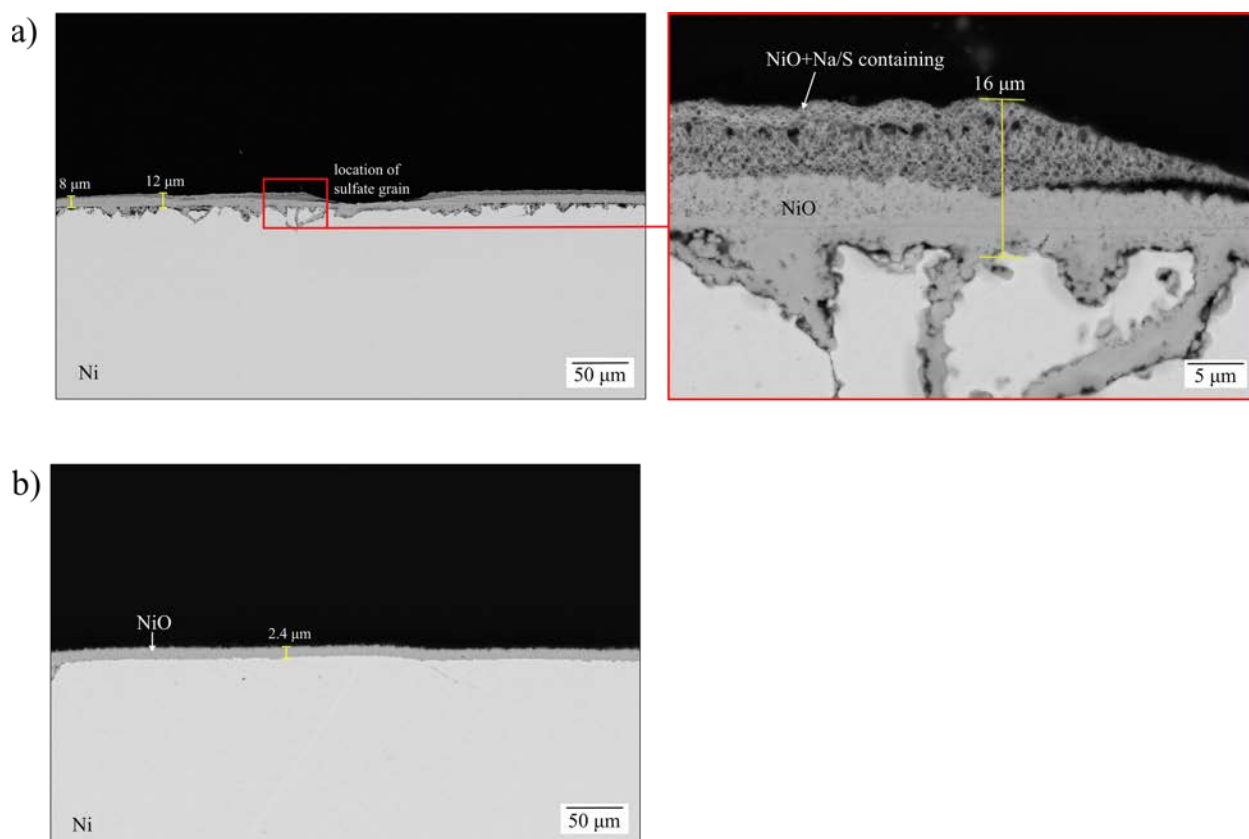 a)
8 μm
12 μm
location of
sulfate grain
Ni
50 μm
NiO+Na/S containing
16 μm
NiO
5 μm
b)
NiO
2.4 μm
Ni
50 μm